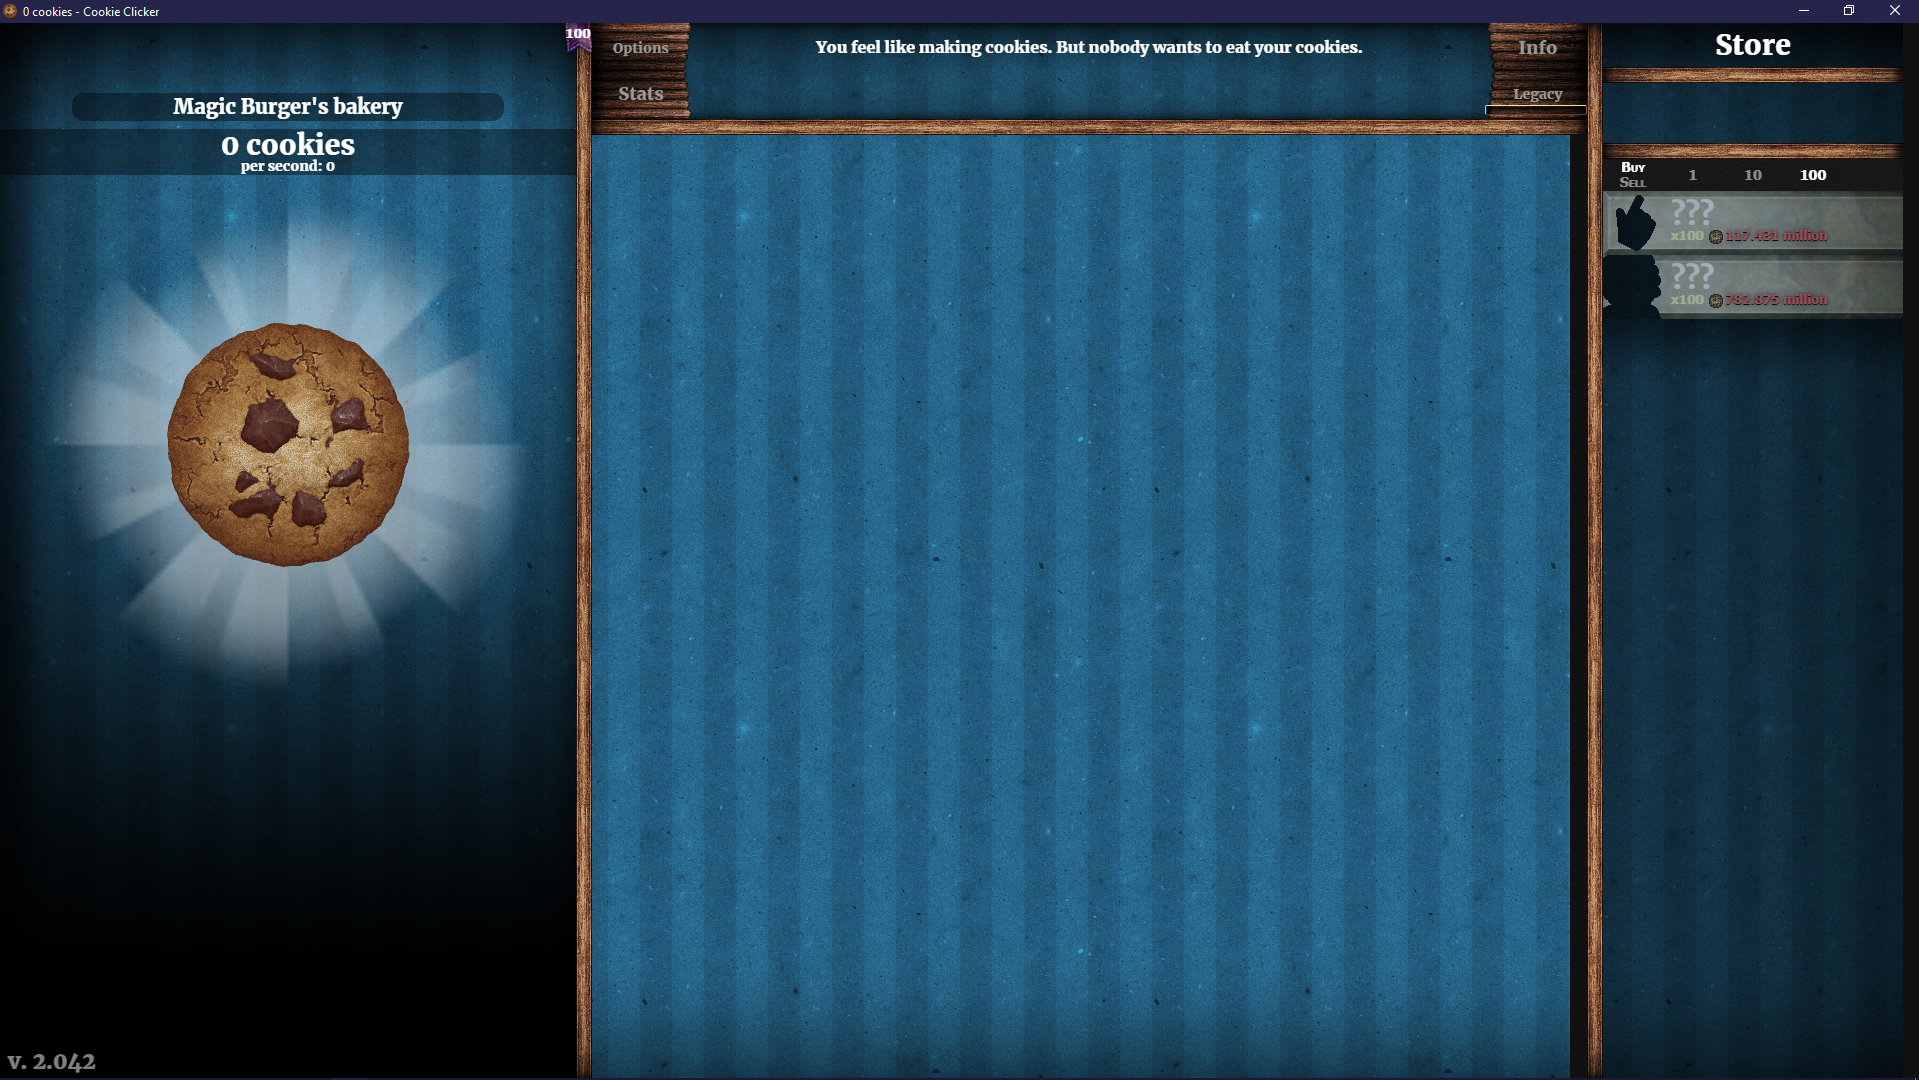 0 cookies - Cookie Clicker
100
Options
Stats
You feel like making cookies. But nobody wants to eat your cookies.
Info
Legacy
Store
Magic Burger's bakery
0 cookies
per second: 0
Buy
Sell
1
10
100
???
x100 117.431 million
???
x100 782.875 million
v. 2.042